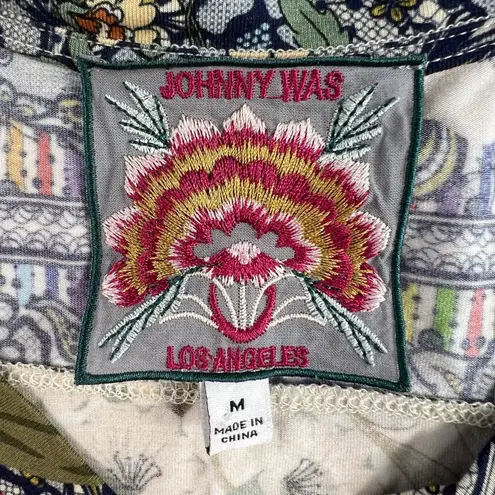 JOHNNY WAS
LOS ANGELES
M
MADE IN
CHINA